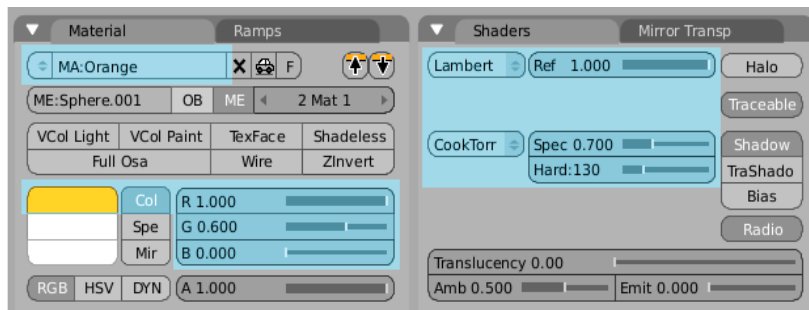 Material
Ramps
MA:Orange
F
ME:Sphere.001
OB
ME
2 Mat 1
VCol Light
VCol Paint
TexFace
Shadeless
Full Osa
Wire
ZInvert
Col
R 1.000
Spe
G 0.600
Mir
B 0.000
RGB
HSV
DYN
A 1.000
Shaders
Mirror Transp
Lambert
Ref 1.000
Halo
Traceable
CookTorr
Spec 0.700
Shadow
Hard:130
TraShado
Bias
Radio
Translucency 0.00
Amb 0.500
Emit 0.000